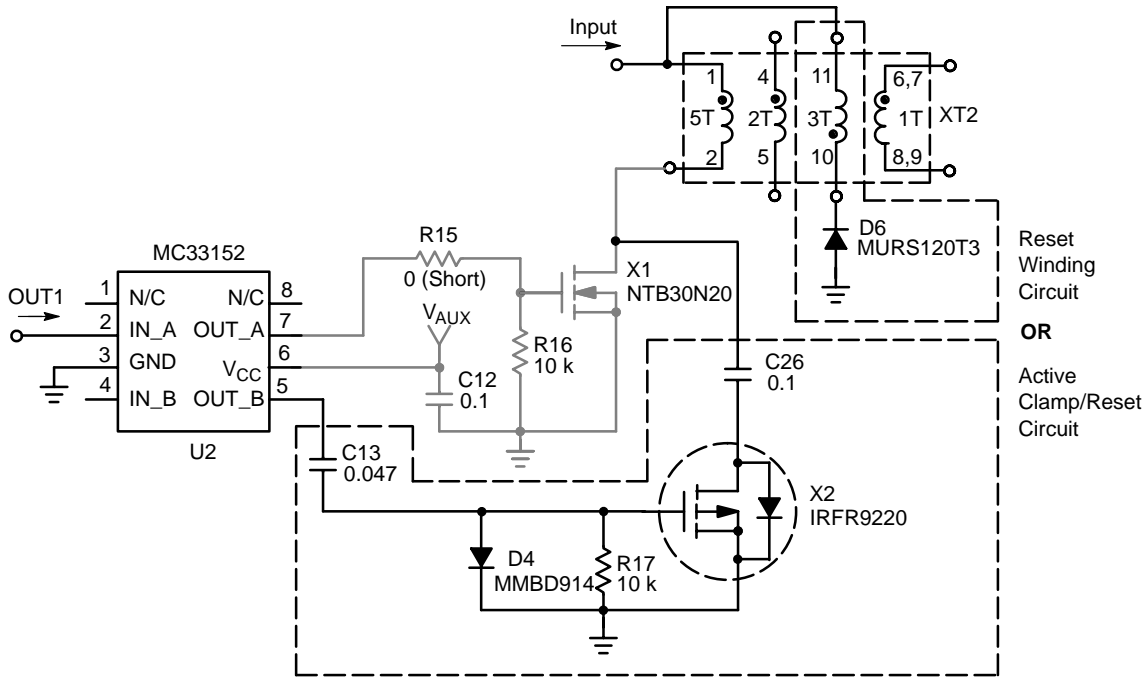 Input
1
4
11
6,7
5T
2T
3T
1T
XT2
2
5
10
8,9
D6
MURS120T3
Reset
Winding
Circuit
OR
Active
Clamp/Reset
Circuit
MC33152
OUT1
1 N/C N/C 8
2 IN_A OUT_A 7
3 GND VCC 6
4 IN_B OUT_B 5
U2
R15
0 (Short)
VAUX
X1
NTB30N20
R16
10 k
C12
0.1
C26
0.1
C13
0.047
X2
IRFR9220
D4
MMBD914
R17
10 k